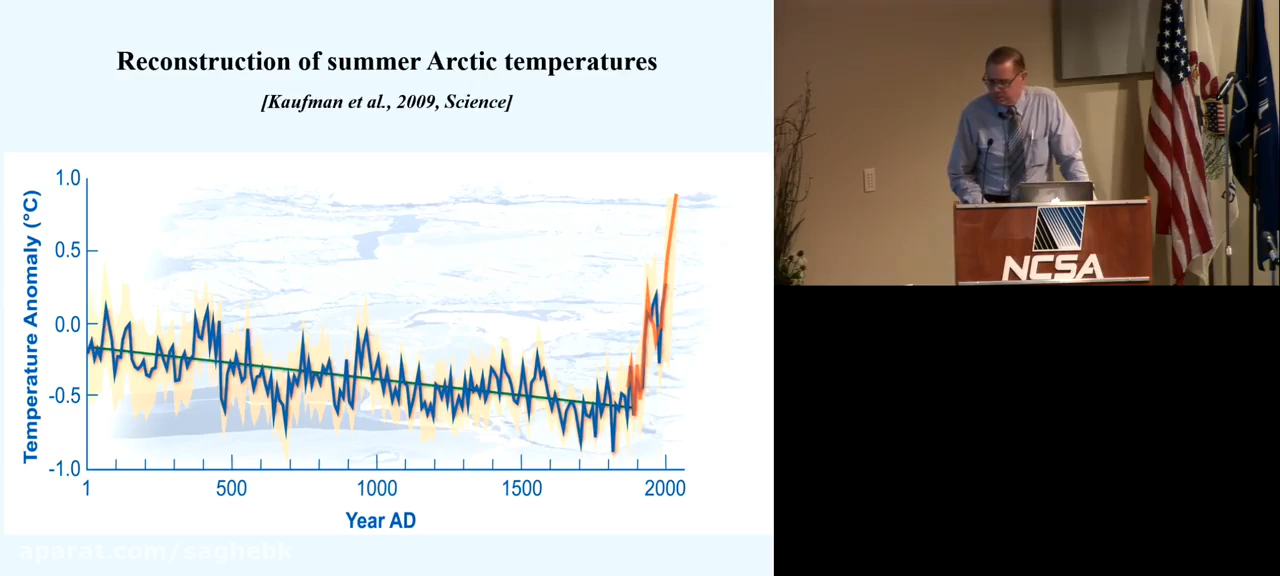 Reconstruction of summer Arctic temperatures
[Kaufman et al., 2009, Science]
Temperature Anomaly (°C)
1.0
0.5
0.0
-0.5
-1.0
1 500 1000 1500 2000
Year AD
aparat.com/saghebk
NCSA